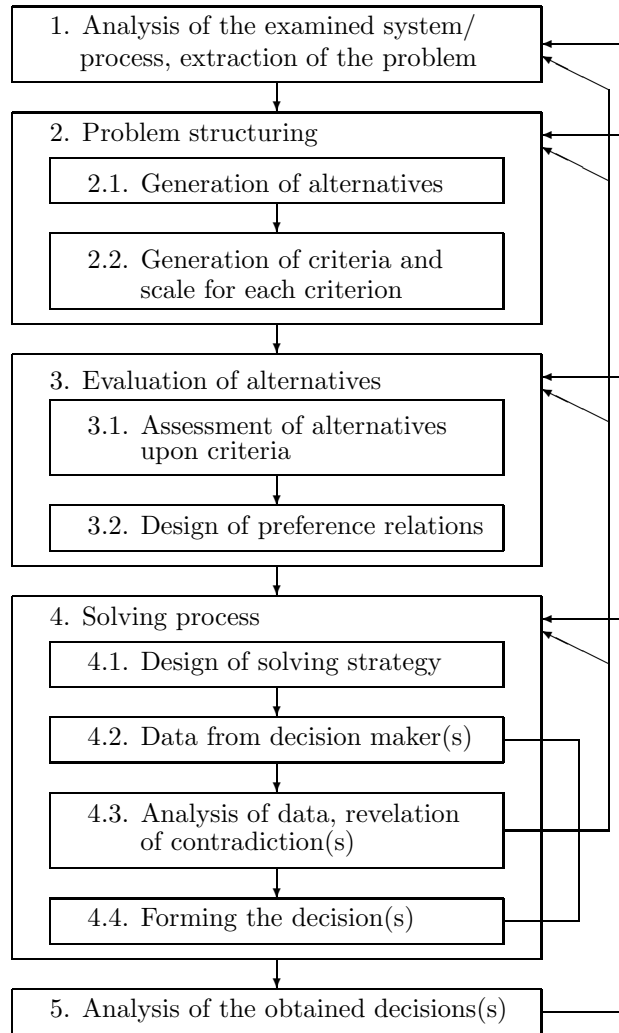 1. Analysis of the examined system/
process, extraction of the problem
2. Problem structuring
2.1. Generation of alternatives
2.2. Generation of criteria and
scale for each criterion
3. Evaluation of alternatives
3.1. Assessment of alternatives
upon criteria
3.2. Design of preference relations
4. Solving process
4.1. Design of solving strategy
4.2. Data from decision maker(s)
4.3. Analysis of data, revelation
of contradiction(s)
4.4. Forming the decision(s)
5. Analysis of the obtained decisions(s)